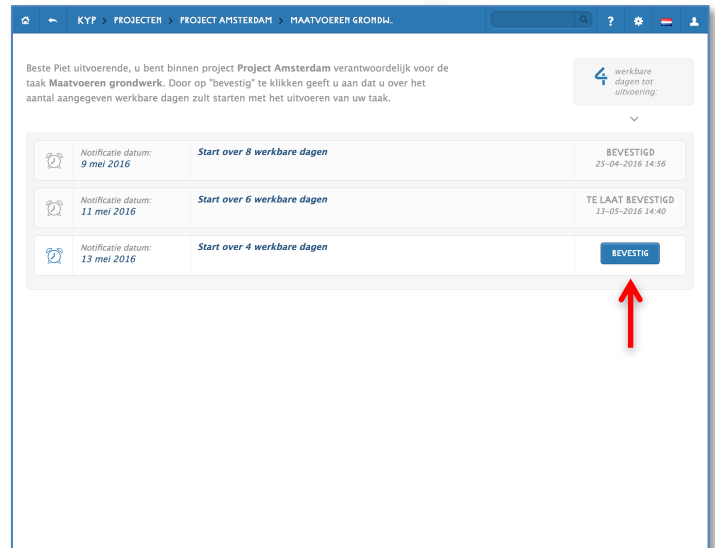 KYP > PROJECTEN > PROJECT AMSTERDAM > MAATVOEREN GRONDW.. ?
Beste Piet uitvoerende, u bent binnen project Project Amsterdam verantwoordelijk voor de
taak Maatvoeren grondwerk. Door op "bevestig" te klikken geeft u aan dat u over het
aantal aangegeven werkbare dagen zult starten met het uitvoeren van uw taak.
4 werkbare
dagen tot
uitvoering:
Notificatie datum:
9 mei 2016
Start over 8 werkbare dagen
BEVESTIGD
25-04-2016 14:56
Notificatie datum:
11 mei 2016
Start over 6 werkbare dagen
TE LAAT BEVESTIGD
13-05-2016 14:40
Notificatie datum:
13 mei 2016
Start over 4 werkbare dagen
BEVESTIG